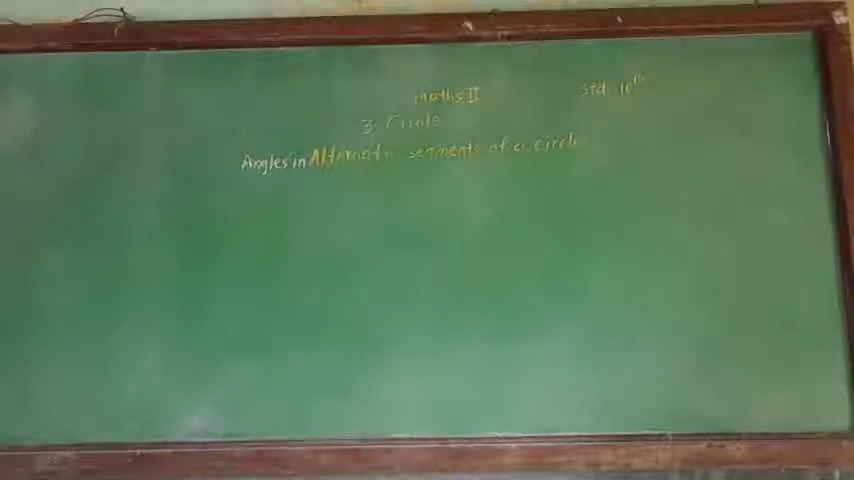 Maths II
std. 10th
3. Circle
Angles in Alternate segments of a circle